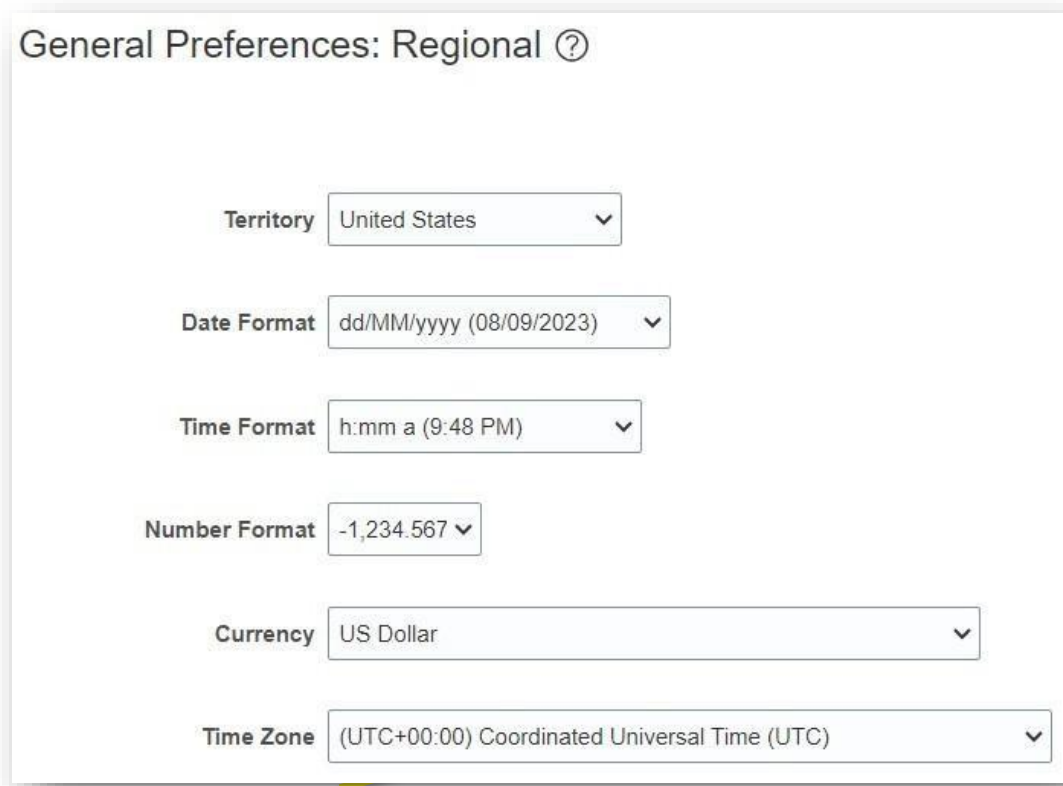 General Preferences: Regional ?
Territory United States
Date Format dd/MM/yyyy (08/09/2023)
Time Format h:mm a (9:48 PM)
Number Format -1,234.567
Currency US Dollar
Time Zone (UTC+00:00) Coordinated Universal Time (UTC)